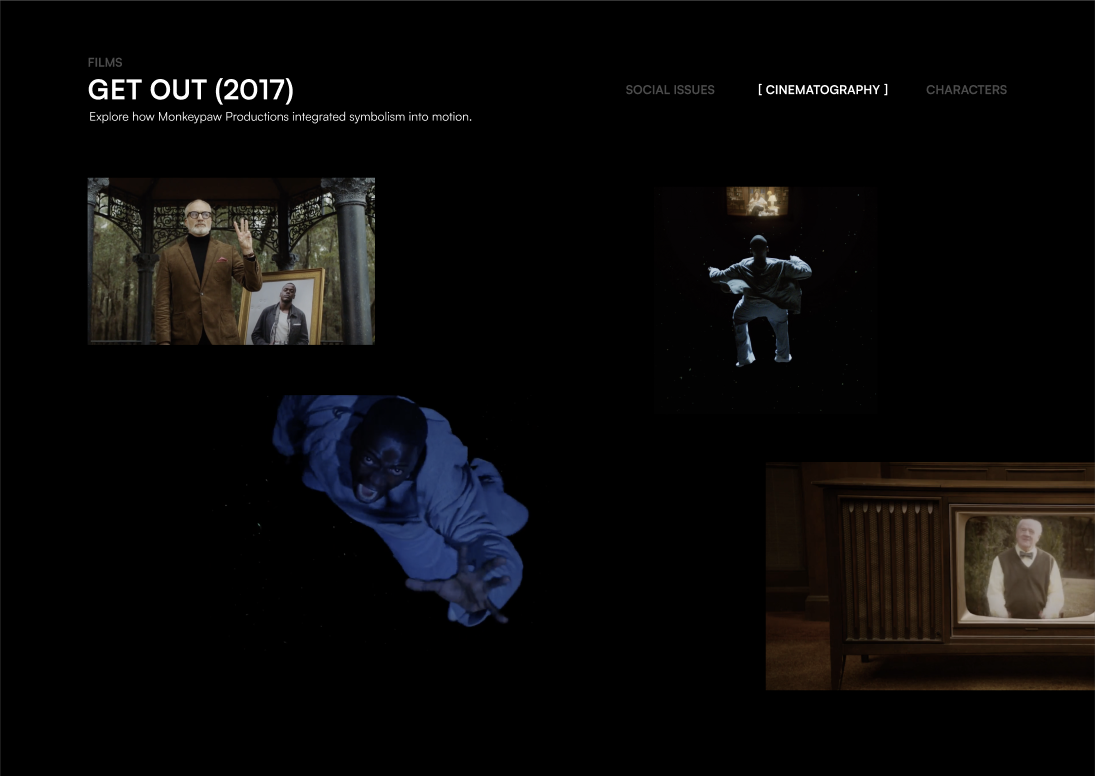 FILMS
GET OUT (2017)
Explore how Monkeypaw Productions integrated symbolism into motion.
SOCIAL ISSUES
[ CINEMATOGRAPHY ]
CHARACTERS